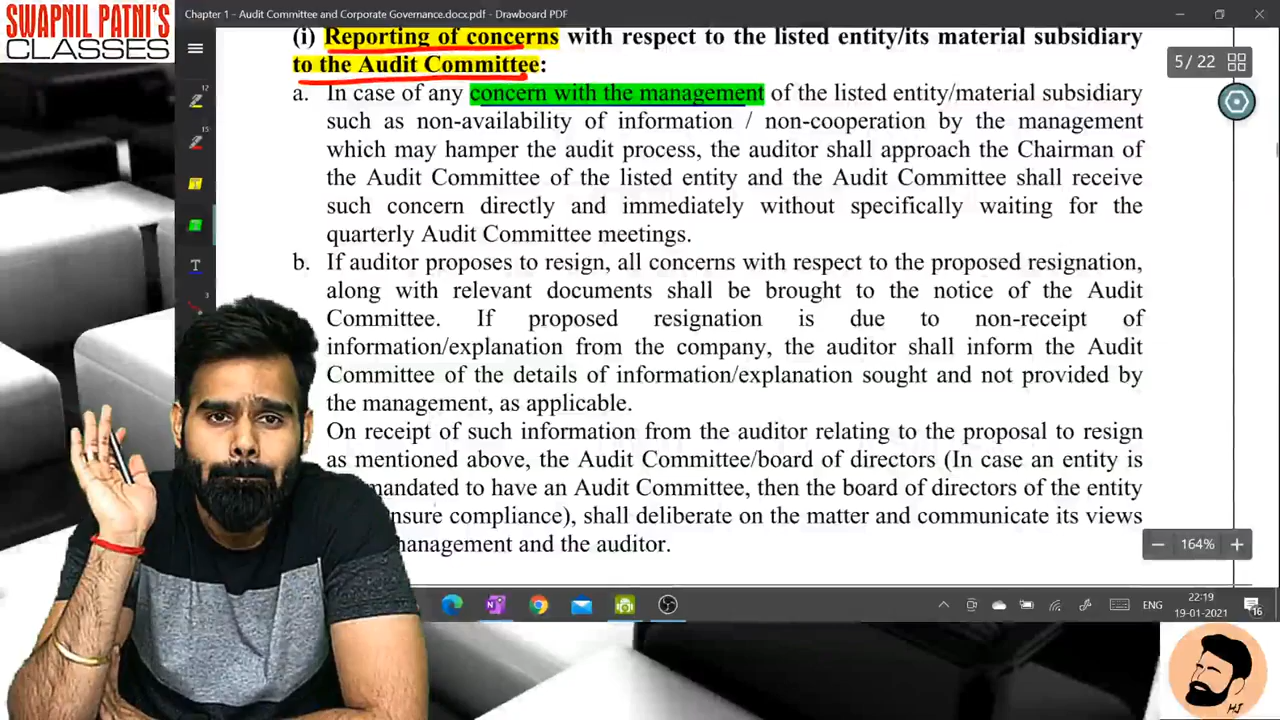 SWAPNIL PATNI'S
CLASSES
Chapter 1 - Audit Committee and Corporate Governance.docx.pdf - Drawboard PDF
(i) Reporting of concerns with respect to the listed entity/its material subsidiary
to the Audit Committee:
5 / 22
a. In case of any concern with the management of the listed entity/material subsidiary
such as non-availability of information / non-cooperation by the management
which may hamper the audit process, the auditor shall approach the Chairman of
the Audit Committee of the listed entity and the Audit Committee shall receive
such concern directly and immediately without specifically waiting for the
quarterly Audit Committee meetings.
b. If auditor proposes to resign, all concerns with respect to the proposed resignation,
along with relevant documents shall be brought to the notice of the Audit
Committee. If proposed resignation is due to non-receipt of
information/explanation from the company, the auditor shall inform the Audit
Committee of the details of information/explanation sought and not provided by
the management, as applicable.
On receipt of such information from the auditor relating to the proposal to resign
as mentioned above, the Audit Committee/board of directors (In case an entity is
mandated to have an Audit Committee, then the board of directors of the entity
ensure compliance), shall deliberate on the matter and communicate its views
management and the auditor.
164%
ENG
22:19
19-01-2021
16
12
15
T
3
HJ